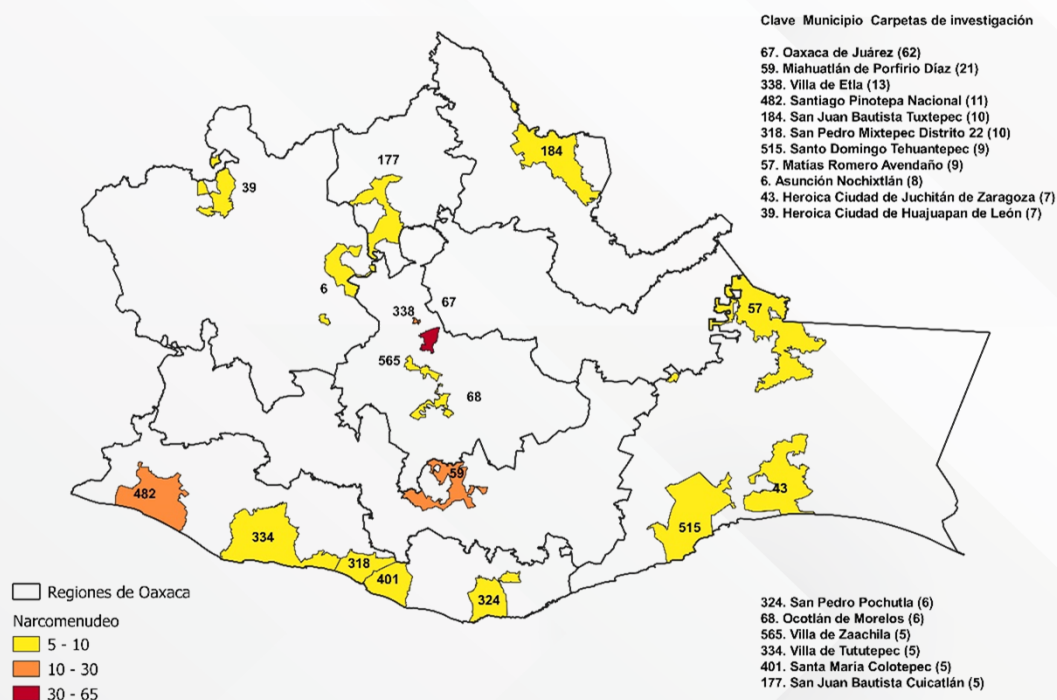 Clave Municipio Carpetas de investigación
67. Oaxaca de Juárez (62)
59. Miahuatlán de Porfirio Díaz (21)
338. Villa de Etla (13)
482. Santiago Pinotepa Nacional (11)
184. San Juan Bautista Tuxtepec (10)
318. San Pedro Mixtepec Distrito 22 (10)
515. Santo Domingo Tehuantepec (9)
57. Matías Romero Avendaño (9)
6. Asunción Nochixtlán (8)
43. Heroica Ciudad de Juchitán de Zaragoza (7)
39. Heroica Ciudad de Huajuapan de León (7)
184
177
39
6
338
67
57
565
68
59
482
43
334
515
318
401
324
Regiones de Oaxaca
Narcomenudeo
5 - 10
10 - 30
30 - 65
324. San Pedro Pochutla (6)
68. Ocotlán de Morelos (6)
565. Villa de Zaachila (5)
334. Villa de Tututepec (5)
401. Santa María Colotepec (5)
177. San Juan Bautista Cuicatlán (5)